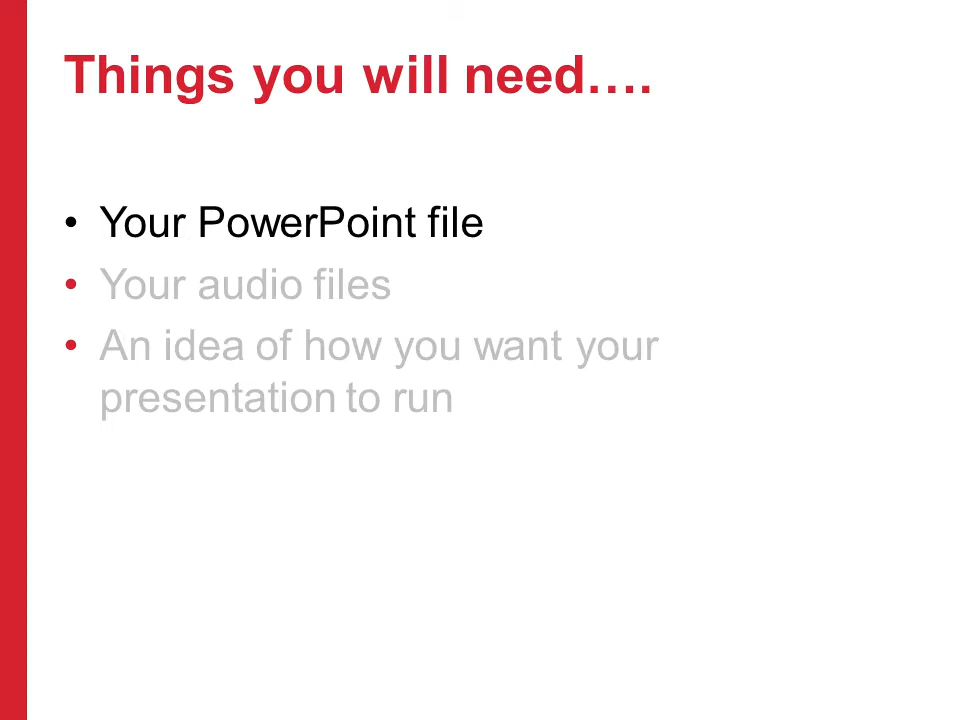 Things you will need….
• Your PowerPoint file
• Your audio files
• An idea of how you want your
presentation to run